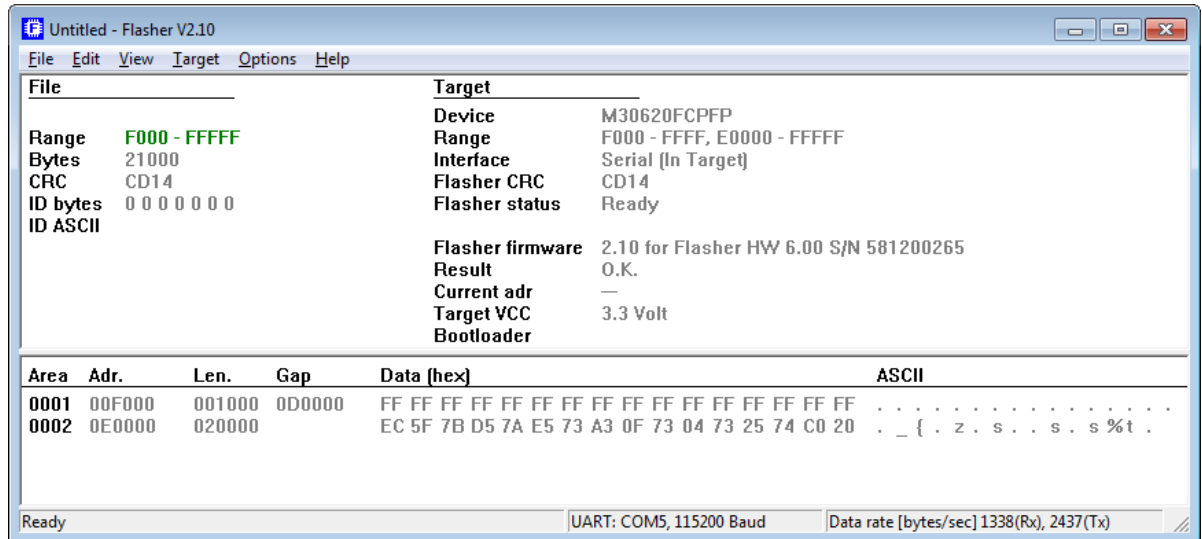 Untitled - Flasher V2.10
File Edit View Target Options Help
File
Range F000 - FFFFF
Bytes 21000
CRC CD14
ID bytes 0 0 0 0 0 0 0
ID ASCII
Target
Device M30620FCPFP
Range F000 - FFFF, E0000 - FFFFF
Interface Serial (In Target)
Flasher CRC CD14
Flasher status Ready
Flasher firmware 2.10 for Flasher HW 6.00 S/N 581200265
Result O.K.
Current adr —
Target VCC 3.3 Volt
Bootloader
Area Adr. Len. Gap Data (hex) ASCII
0001 00F000 001000 0D0000 FF FF FF FF FF FF FF FF FF FF FF FF FF FF FF FF . . . . . . . . . . . . . . . .
0002 0E0000 020000 EC 5F 7B D5 7A E5 73 A3 0F 73 04 73 25 74 C0 20 . _ { . z . s . . s . s % t .
Ready UART: COM5, 115200 Baud Data rate [bytes/sec] 1338(Rx), 2437(Tx)